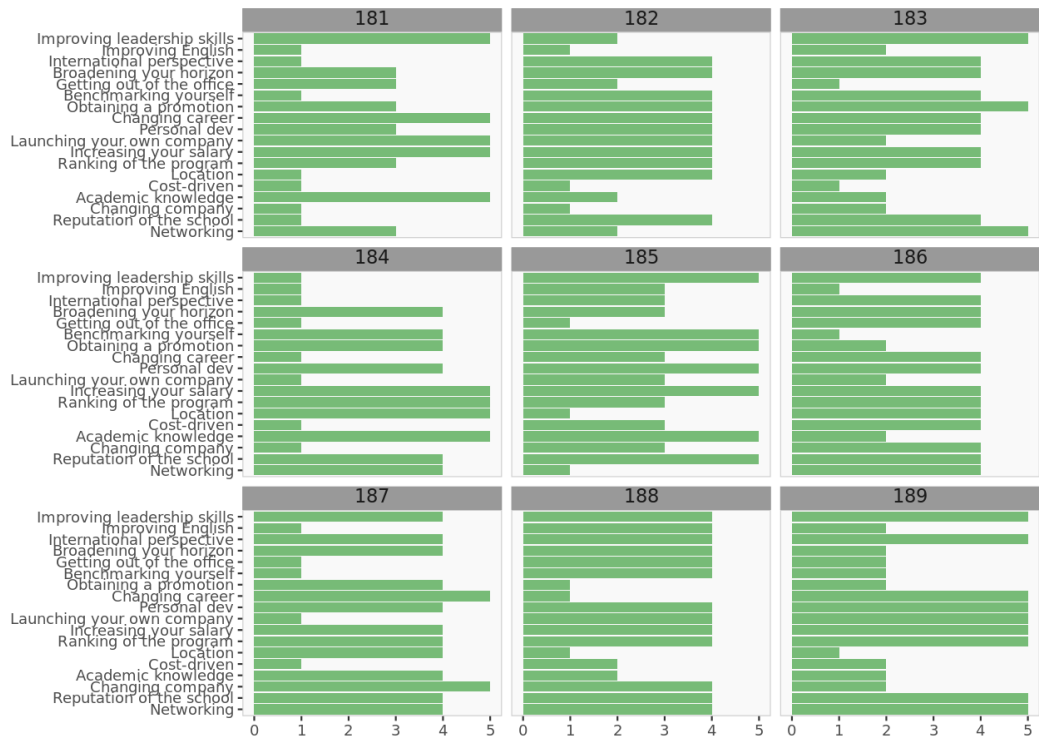 181 182 183
Improving leadership skills
Improving English
International perspective
Broadening your horizon
Getting out of the office
Benchmarking yourself
Obtaining a promotion
Changing career
Personal dev
Launching your own company
Increasing your salary
Ranking of the program
Location
Cost-driven
Academic knowledge
Changing company
Reputation of the school
Networking
184 185 186
Improving leadership skills
Improving English
International perspective
Broadening your horizon
Getting out of the office
Benchmarking yourself
Obtaining a promotion
Changing career
Personal dev
Launching your own company
Increasing your salary
Ranking of the program
Location
Cost-driven
Academic knowledge
Changing company
Reputation of the school
Networking
187 188 189
Improving leadership skills
Improving English
International perspective
Broadening your horizon
Getting out of the office
Benchmarking yourself
Obtaining a promotion
Changing career
Personal dev
Launching your own company
Increasing your salary
Ranking of the program
Location
Cost-driven
Academic knowledge
Changing company
Reputation of the school
Networking
0 1 2 3 4 5 0 1 2 3 4 5 0 1 2 3 4 5